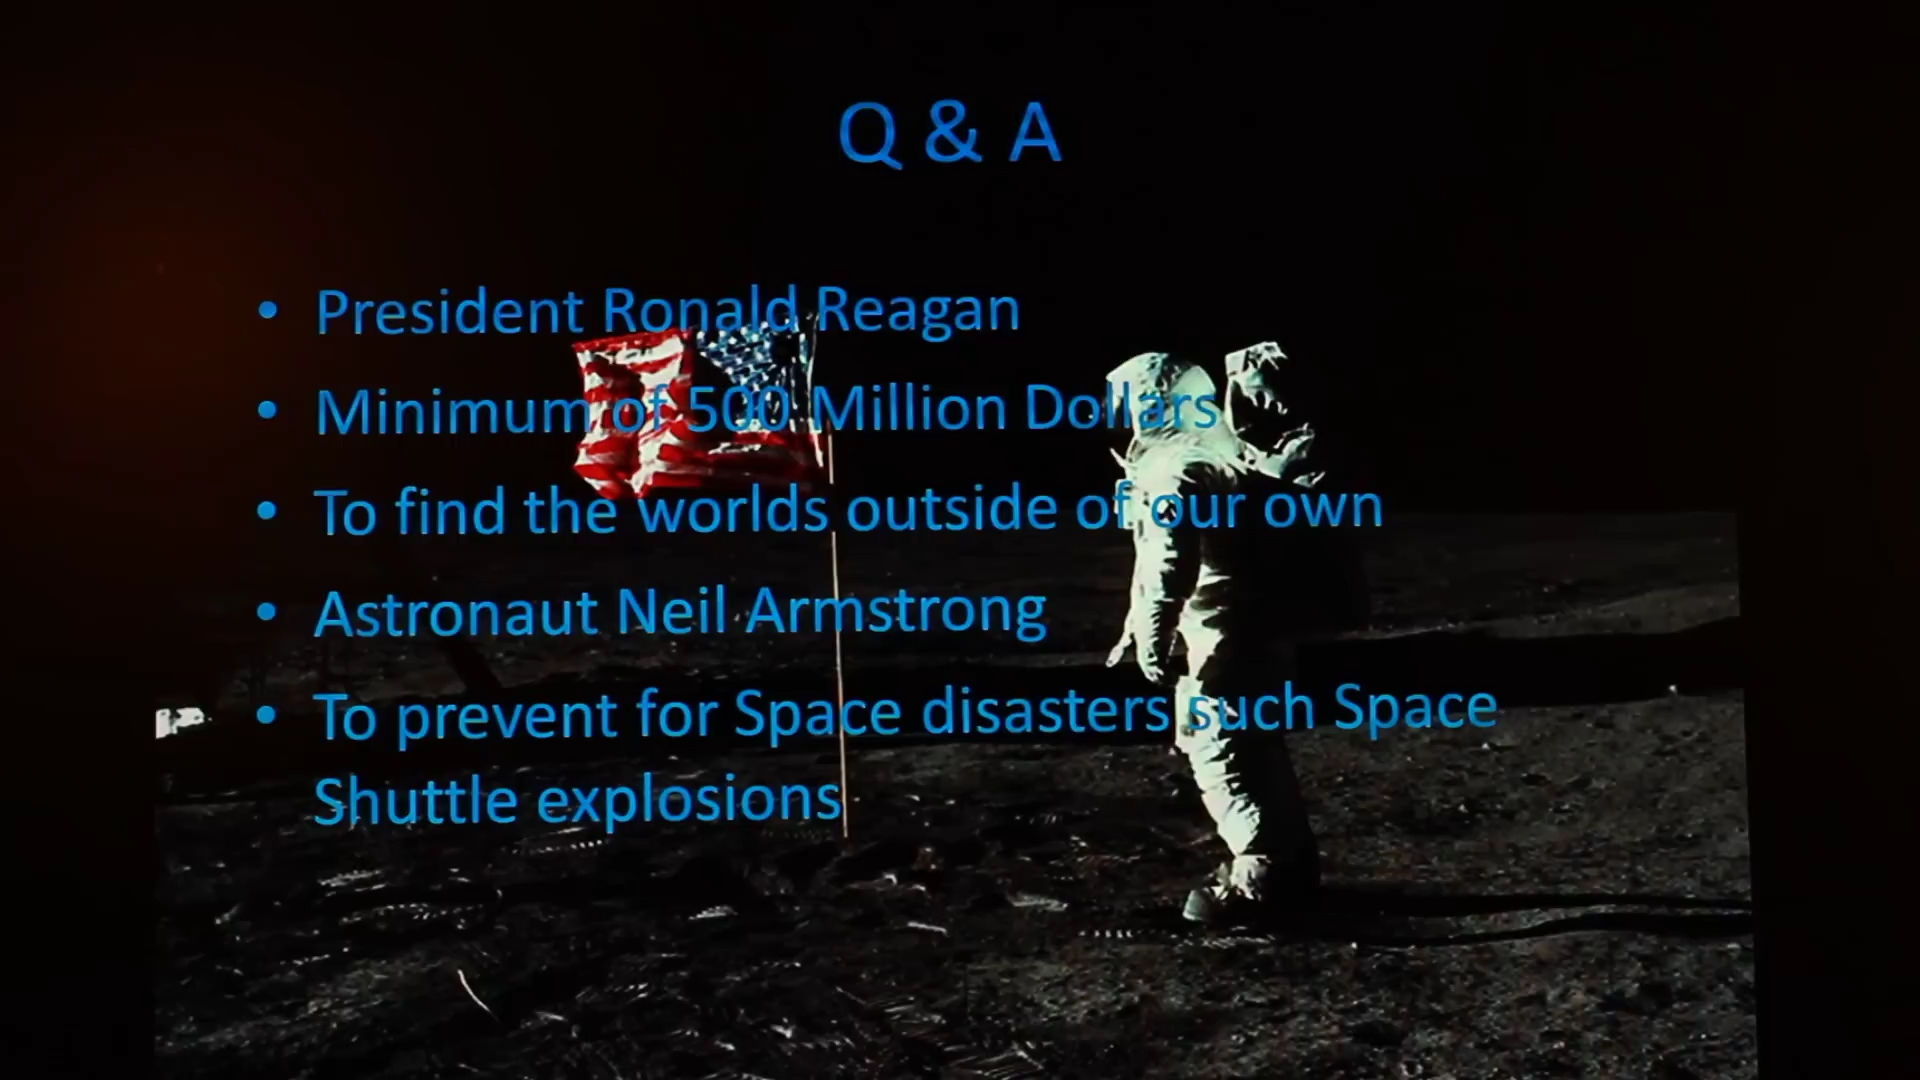 Q & A
• President Ronald Reagan
• Minimum of 500 Million Dollars
• To find the worlds outside of our own
• Astronaut Neil Armstrong
• To prevent for Space disasters such Space
Shuttle explosions